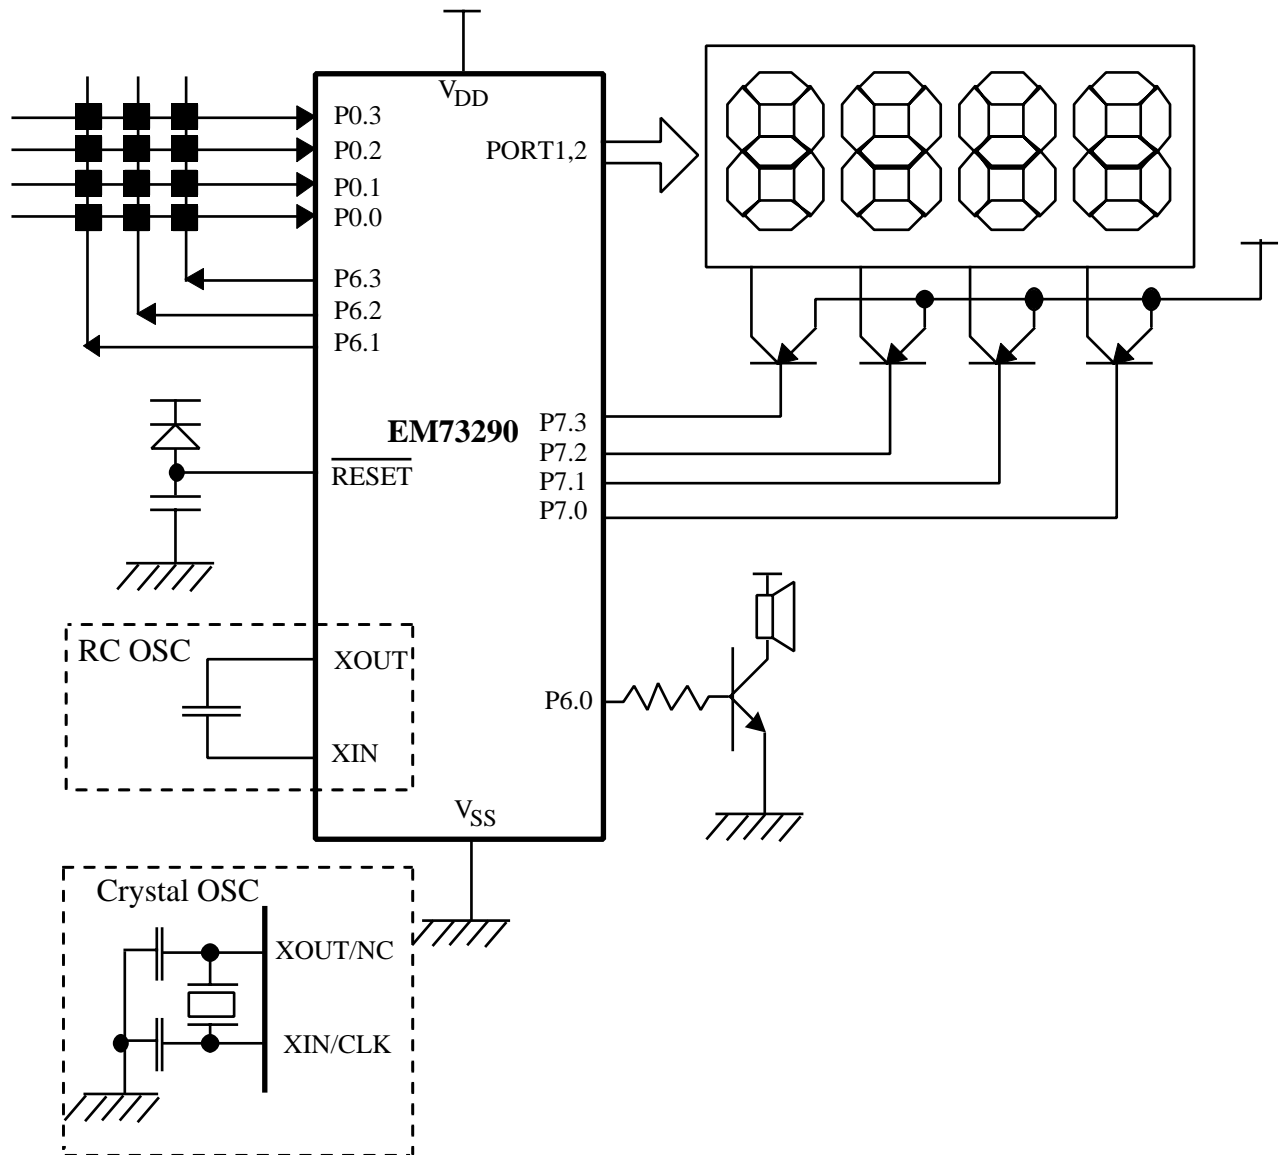 VDD
P0.3
P0.2
P0.1
P0.0
P6.3
P6.2
P6.1
PORT1,2
EM73290
P7.3
P7.2
P7.1
P7.0
RESET
RC OSC
XOUT
XIN
P6.0
VSS
Crystal OSC
XOUT/NC
XIN/CLK